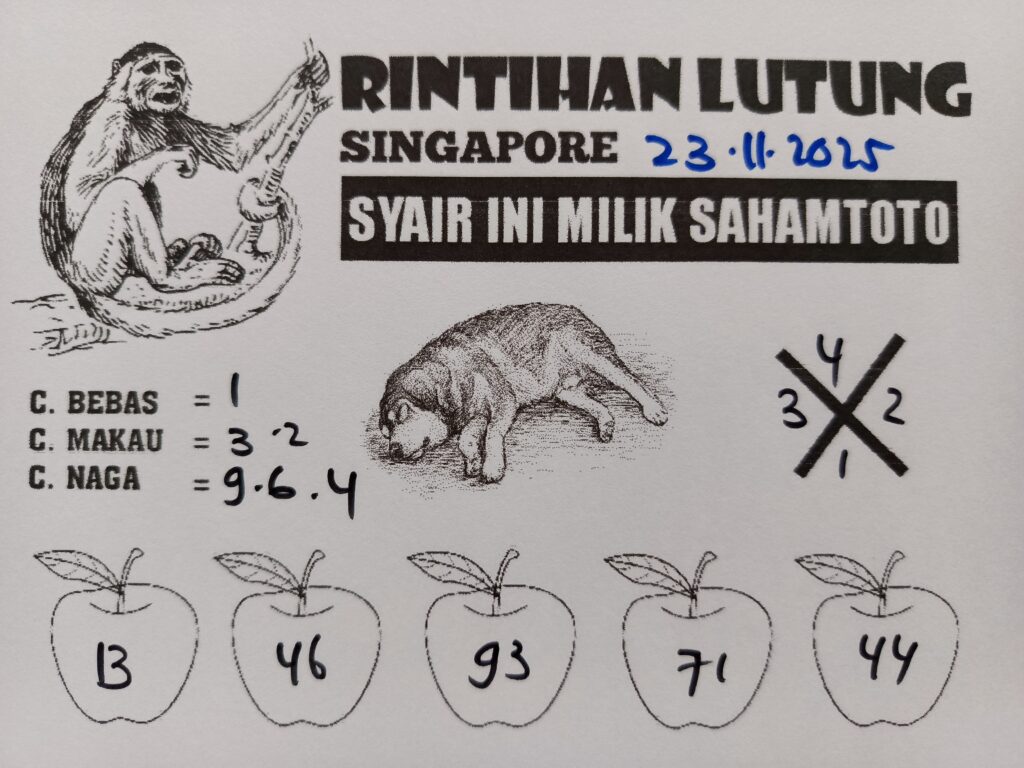 RINTIHAN LUTUNG
SINGAPORE 23.11.2025
SYAIR INI MILIK SAHAMTOTO
C. BEBAS = 1
C. MAKAU = 3.2
C. NAGA = 9.6.4
4
3 2
1
13 46 93 71 44